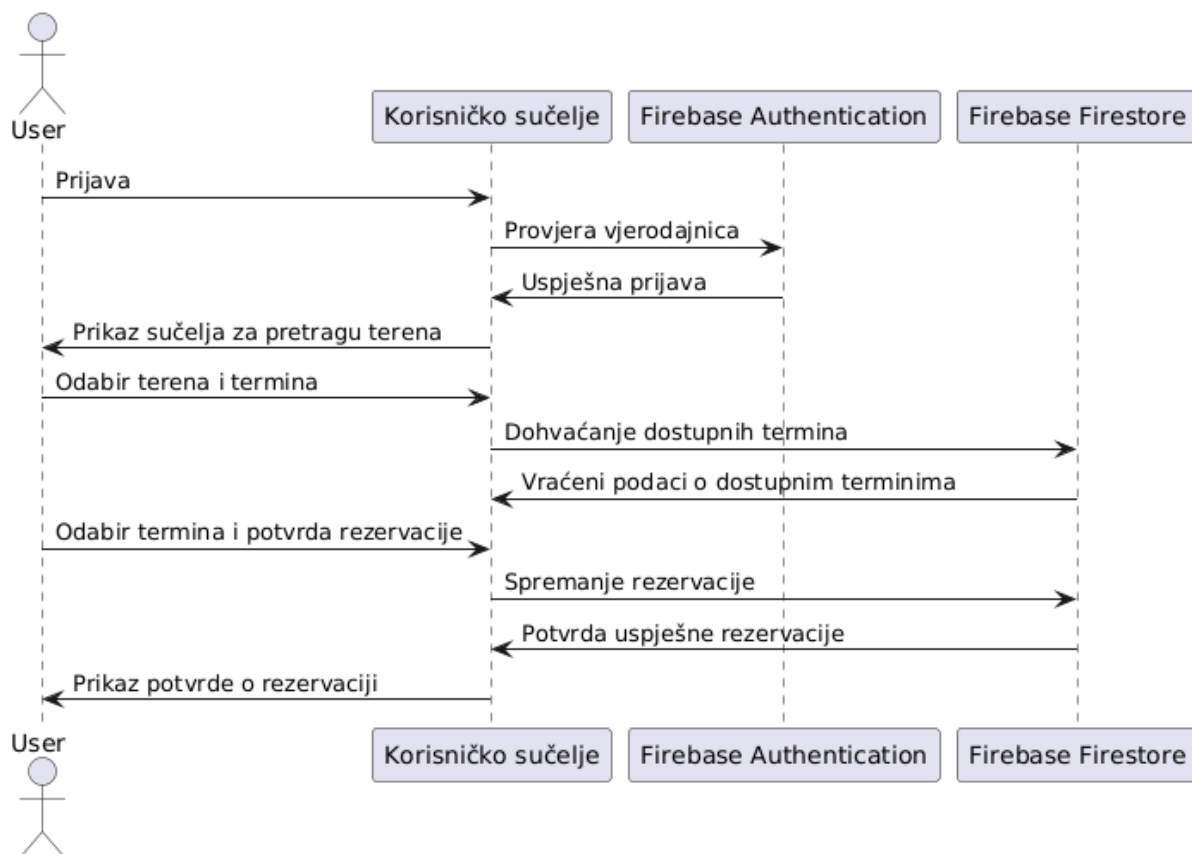 User
Korisničko sučelje
Firebase Authentication
Firebase Firestore
Prijava
Provjera vjerodajnica
Uspješna prijava
Prikaz sučelja za pretragu terena
Odabir terena i termina
Dohvaćanje dostupnih termina
Vraćeni podaci o dostupnim terminima
Odabir termina i potvrda rezervacije
Spremanje rezervacije
Potvrda uspješne rezervacije
Prikaz potvrde o rezervaciji
User
Korisničko sučelje
Firebase Authentication
Firebase Firestore